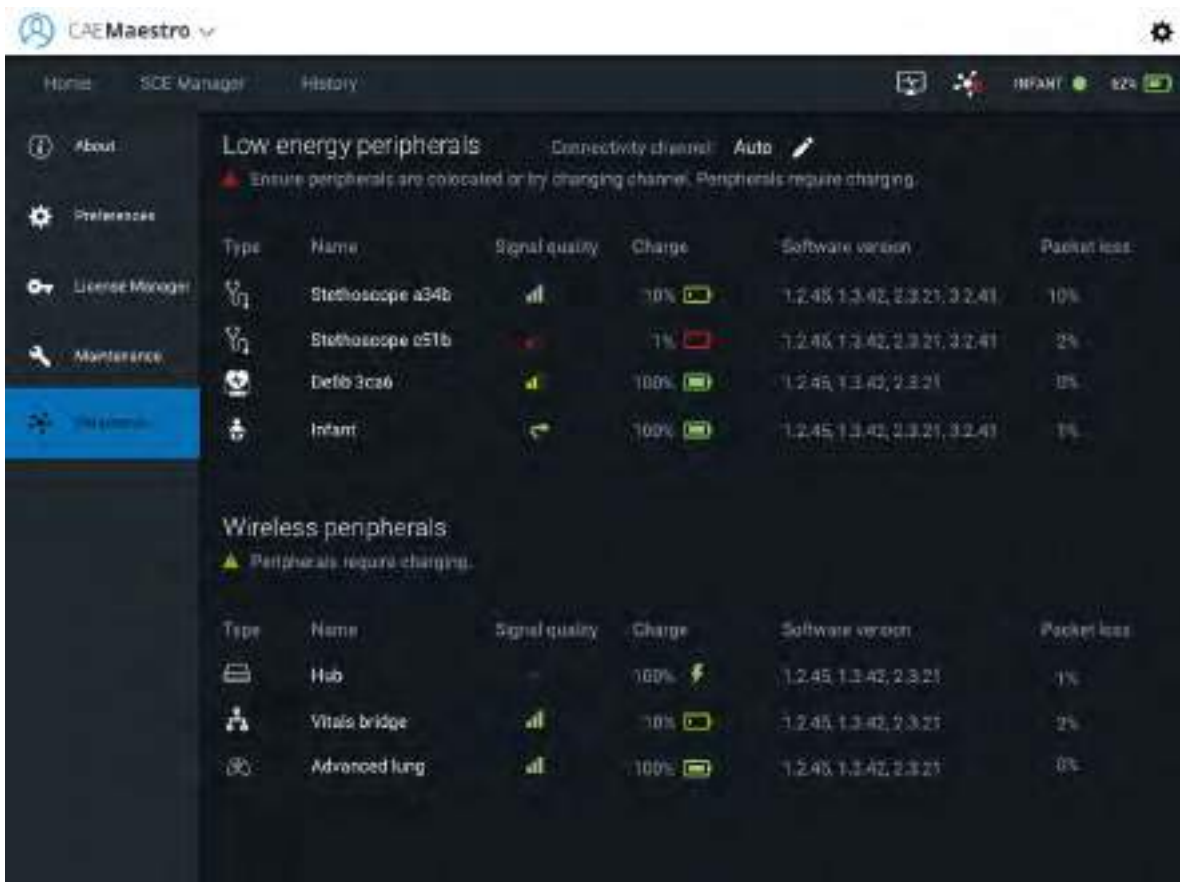 CAEMaestro
Home SCE Manager History INFANT 62%
About
Preferences
License Manager
Maintenance
Low energy peripherals Connectivity channel: Auto
Ensure peripherals are colocated or try changing channel. Peripherals require charging.
Type Name Signal quality Charge Software version Packet loss
Stethoscope a34b 10% 1.2.45, 1.3.42, 2.3.21, 3.2.41 10%
Stethoscope c51b 1% 1.2.45, 1.3.42, 2.3.21, 3.2.41 2%
Defib 3ca6 100% 1.2.45, 1.3.42, 2.3.21 0%
Infant 100% 1.2.45, 1.3.42, 2.3.21, 3.2.41 1%
Wireless peripherals
Peripherals require charging.
Type Name Signal quality Charge Software version Packet loss
Hub 100% 1.2.45, 1.3.42, 2.3.21 1%
Vitals bridge 10% 1.2.45, 1.3.42, 2.3.21 2%
Advanced lung 100% 1.2.45, 1.3.42, 2.3.21 0%